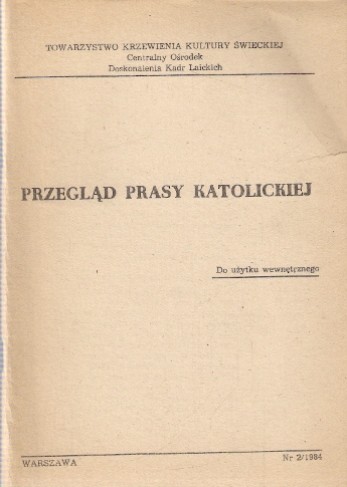 TOWARZYSTWO KRZEWIENIA KULTURY ŚWIECKIEJ
Centralny Ośrodek
Doskonalenia Kadr Laickich
PRZEGLĄD PRASY KATOLICKIEJ
Do użytku wewnętrznego
WARSZAWA
Nr 2/1984